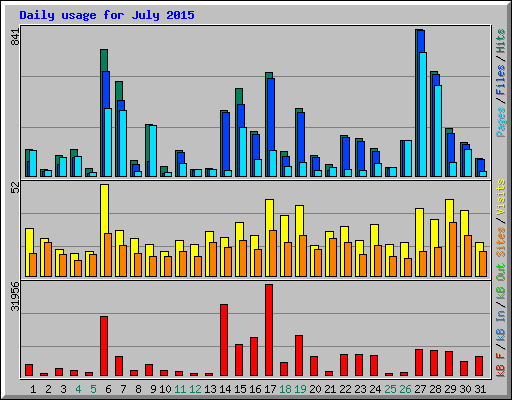 Daily usage for July 2015
841
Pages / Files / Hits
52
Sites / Visits
31956
kB F / kB In / kB Out
1 2 3 4 5 6 7 8 9 10 11 12 13 14 15 16 17 18 19 20 21 22 23 24 25 26 27 28 29 30 31